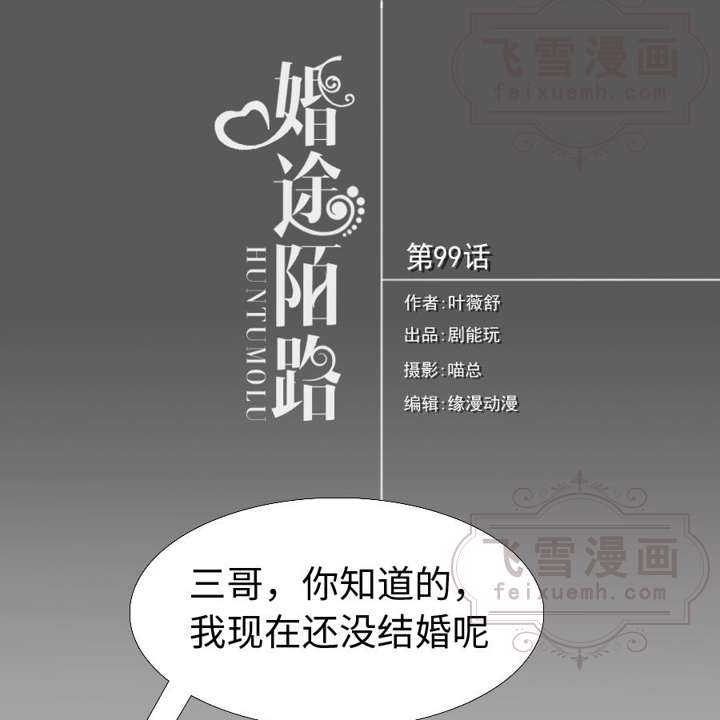 飞雪漫画
feixuemh.com
婚途陌路
HUNTUMOLU
第99话
作者:叶薇舒
出品:剧能玩
摄影:喵总
编辑:缘漫动漫
飞雪漫画
feixuemh.com
三哥，你知道的，
我现在还没结婚呢